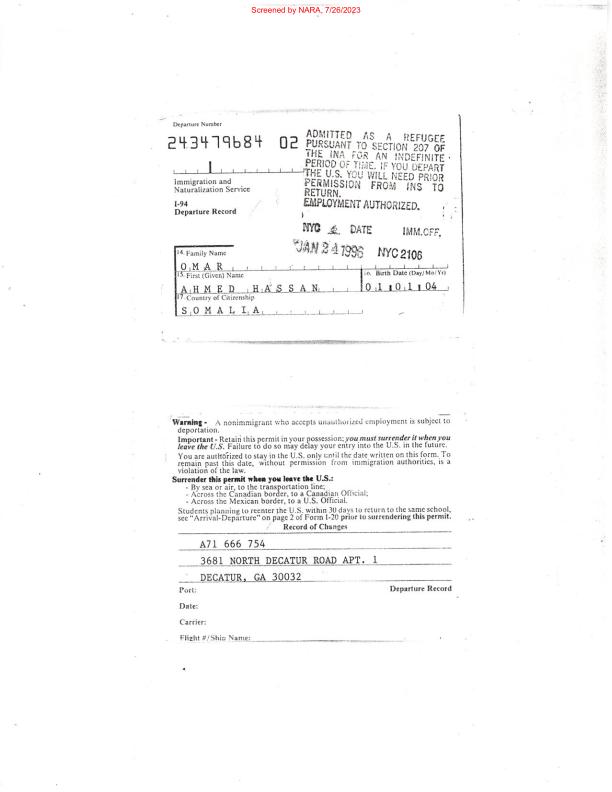 Screened by NARA, 7/26/2023
Departure Number
243479684 02
Immigration and
Naturalization Service
I-94
Departure Record
ADMITTED AS A REFUGEE
PURSUANT TO SECTION 207 OF
THE INA FOR AN INDEFINITE
PERIOD OF TIME. IF YOU DEPART
THE U.S. YOU WILL NEED PRIOR
PERMISSION FROM INS TO
RETURN.
EMPLOYMENT AUTHORIZED.
NYC DATE IMM.OFF.
JAN 24 1996 NYC 2106
14. Family Name
OMAR
15. First (Given) Name
16. Birth Date (Day/Mo/Yr)
AHMED HASSAN
01 01 04
17. Country of Citizenship
SOMALIA
Warning - A nonimmigrant who accepts unauthorized employment is subject to
deportation.
Important - Retain this permit in your possession; you must surrender it when you
leave the U.S. Failure to do so may delay your entry into the U.S. in the future.
You are authorized to stay in the U.S. only until the date written on this form. To
remain past this date, without permission from immigration authorities, is a
violation of the law.
Surrender this permit when you leave the U.S.:
- By sea or air, to the transportation line;
- Across the Canadian border, to a Canadian Official;
- Across the Mexican border, to a U.S. Official.
Students planning to reenter the U.S. within 30 days to return to the same school,
see "Arrival-Departure" on page 2 of Form I-20 prior to surrendering this permit.
Record of Changes
A71 666 754
3681 NORTH DECATUR ROAD APT. 1
DECATUR, GA 30032
Port:
Departure Record
Date:
Carrier:
Flight #/Ship Name: